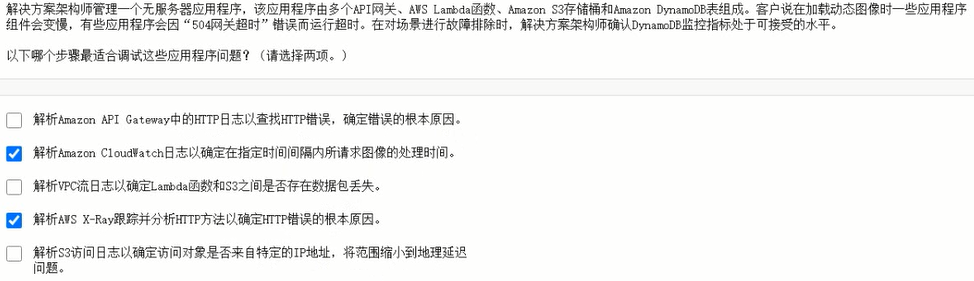 解决方案架构师管理一个无服务器应用程序，该应用程序由多个API网关、AWS Lambda函数、Amazon S3存储桶和Amazon DynamoDB表组成。客户说在加载动态图像时一些应用程序
组件会变慢，有些应用程序会因“504网关超时”错误而运行超时。在对场景进行故障排除时，解决方案架构师确认DynamoDB监控指标处于可接受的水平。
以下哪个步骤最适合调试这些应用程序问题？（请选择两项。）
解析Amazon API Gateway中的HTTP日志以查找HTTP错误，确定错误的根本原因。
解析Amazon CloudWatch日志以确定在指定时间间隔内所请求图像的处理时间。
解析VPC流日志以确定Lambda函数和S3之间是否存在数据包丢失。
解析AWS X-Ray跟踪并分析HTTP方法以确定HTTP错误的根本原因。
解析S3访问日志以确定访问对象是否来自特定的IP地址，将范围缩小到地理延迟
问题。